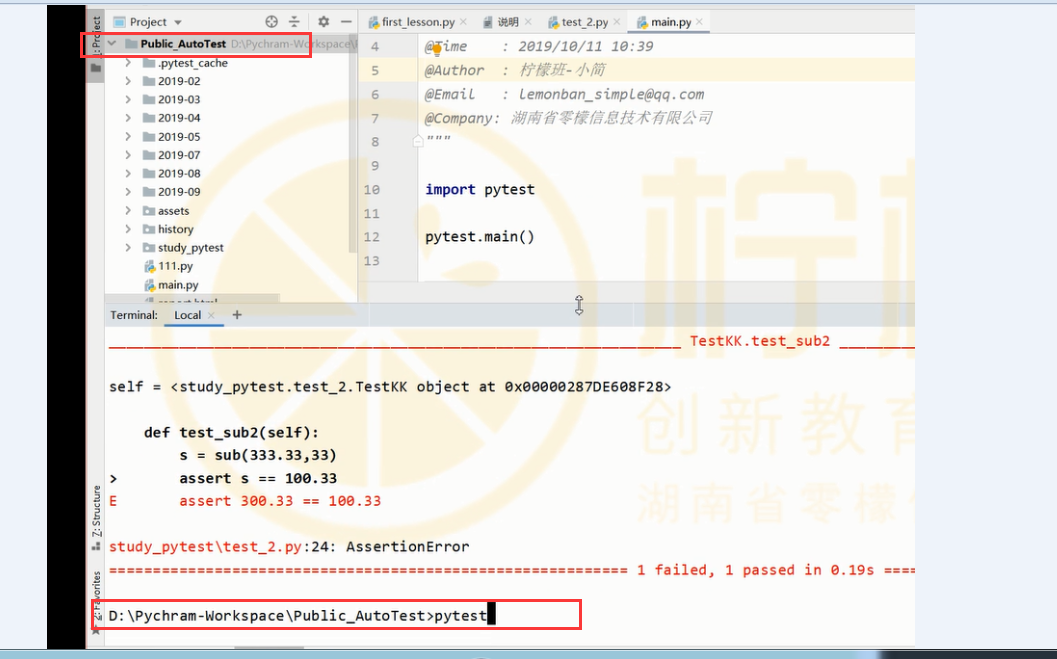 Project
first_lesson.py
说明
test_2.py
main.py
Project
Public_AutoTest D:\Pychram-Workspace\
.pytest_cache
2019-02
2019-03
2019-04
2019-05
2019-07
2019-08
2019-09
assets
history
study_pytest
111.py
main.py
report.html
4 @Time : 2019/10/11 10:39
5 @Author : 柠檬班-小简
6 @Email : lemonban_simple@qq.com
7 @Company: 湖南省零檬信息技术有限公司
8 """
9
10 import pytest
11
12 pytest.main()
13
Terminal: Local +
TestKK.test_sub2
self = <study_pytest.test_2.TestKK object at 0x00000287DE608F28>
def test_sub2(self):
s = sub(333.33,33)
> assert s == 100.33
E assert 300.33 == 100.33
study_pytest\test_2.py:24: AssertionError
=========================================================== 1 failed, 1 passed in 0.19s ====
D:\Pychram-Workspace\Public_AutoTest>pytest
Z: Structure
2: Favorites
柠
创新教育
湖南省零檬